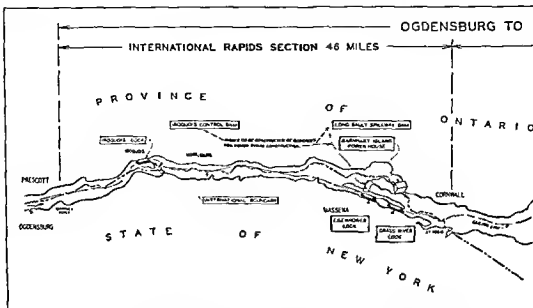 OGDENSBURG TO
INTERNATIONAL RAPIDS SECTION 46 MILES
PROVINCE OF ONTARIO
IROQUOIS CONTROL DAM
LONG SAULT SPILLWAY DAM
IROQUOIS LOCK
IROQUOIS
BARNHART ISLAND
POWER HOUSE
PRESCOTT
CORNWALL
INTERNATIONAL BOUNDARY
OGDENSBURG
MASSENA
EISENHOWER
LOCK
GRASS RIVER
LOCK
STATE OF NEW YORK